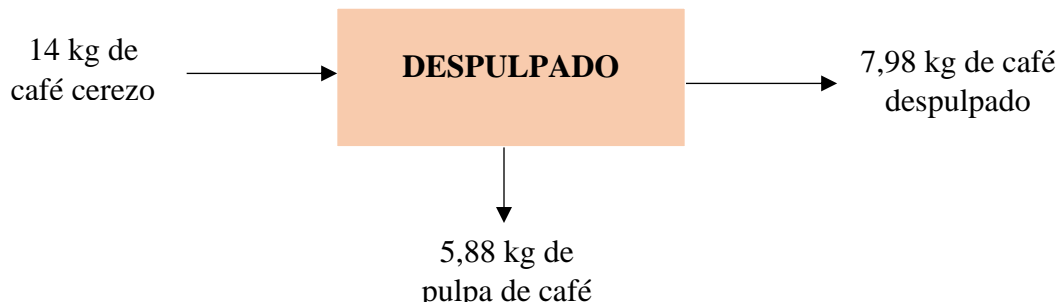 14 kg de
café cerezo
DESPULPADO
7,98 kg de café
despulpado
5,88 kg de
pulpa de café